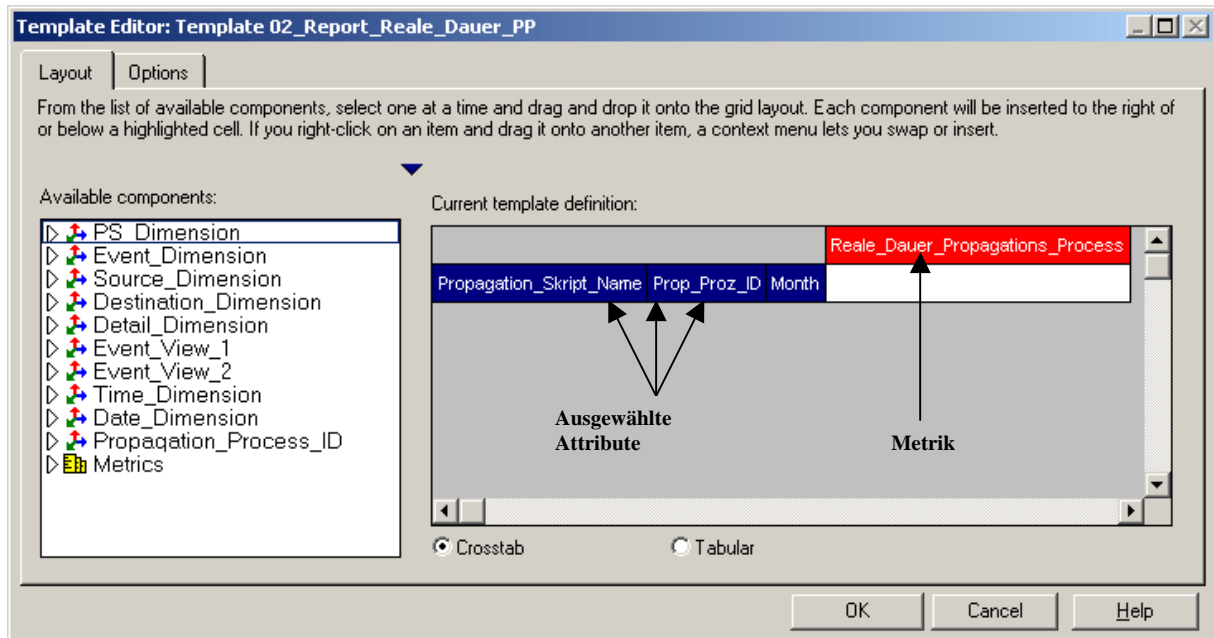 Template Editor: Template 02_Report_Reale_Dauer_PP
Layout Options
From the list of available components, select one at a time and drag and drop it onto the grid layout. Each component will be inserted to the right of
or below a highlighted cell. If you right-click on an item and drag it onto another item, a context menu lets you swap or insert.
Available components:
PS_Dimension
Event_Dimension
Source_Dimension
Destination_Dimension
Detail_Dimension
Event_View_1
Event_View_2
Time_Dimension
Date_Dimension
Propagation_Process_ID
Metrics
Current template definition:
Reale_Dauer_Propagations_Process
Propagation_Skript_Name Prop_Proz_ID Month
Ausgewählte
Attribute
Metrik
Crosstab Tabular
OK Cancel Help